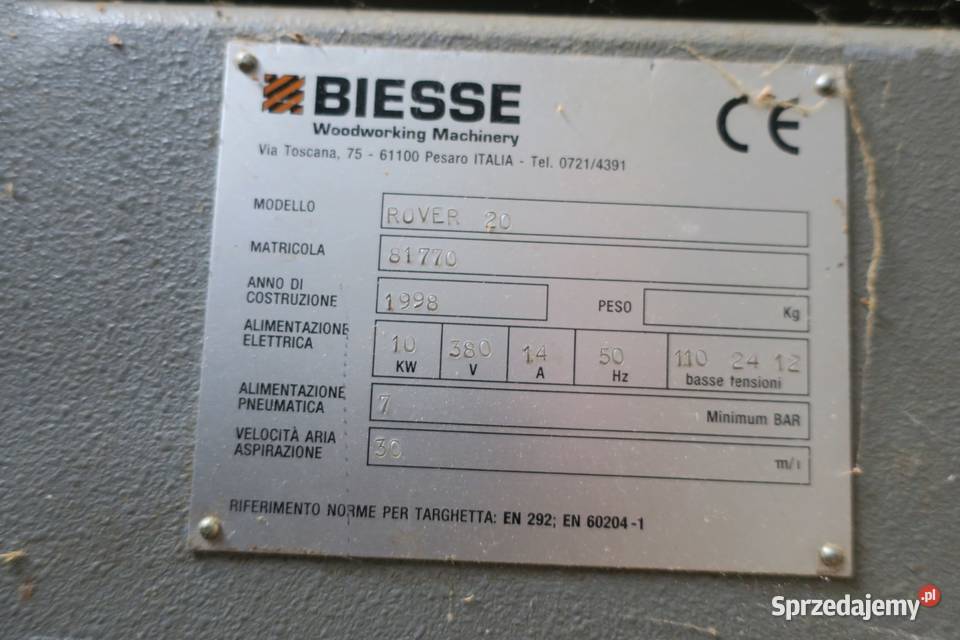 BIESSE
Woodworking Machinery
Via Toscana, 75 - 61100 Pesaro ITALIA - Tel. 0721/4391
CE
MODELLO ROVER 20
MATRICOLA 81770
ANNO DI
COSTRUZIONE 1998 PESO Kg
ALIMENTAZIONE
ELETTRICA 10 KW 380 V 14 A 50 Hz 110 24 12 basse tensioni
ALIMENTAZIONE
PNEUMATICA 7 Minimum BAR
VELOCITÀ ARIA
ASPIRAZIONE 30
RIFERIMENTO NORME PER TARGHETTA: EN 292; EN 60204-1
Sprzedajemy.pl